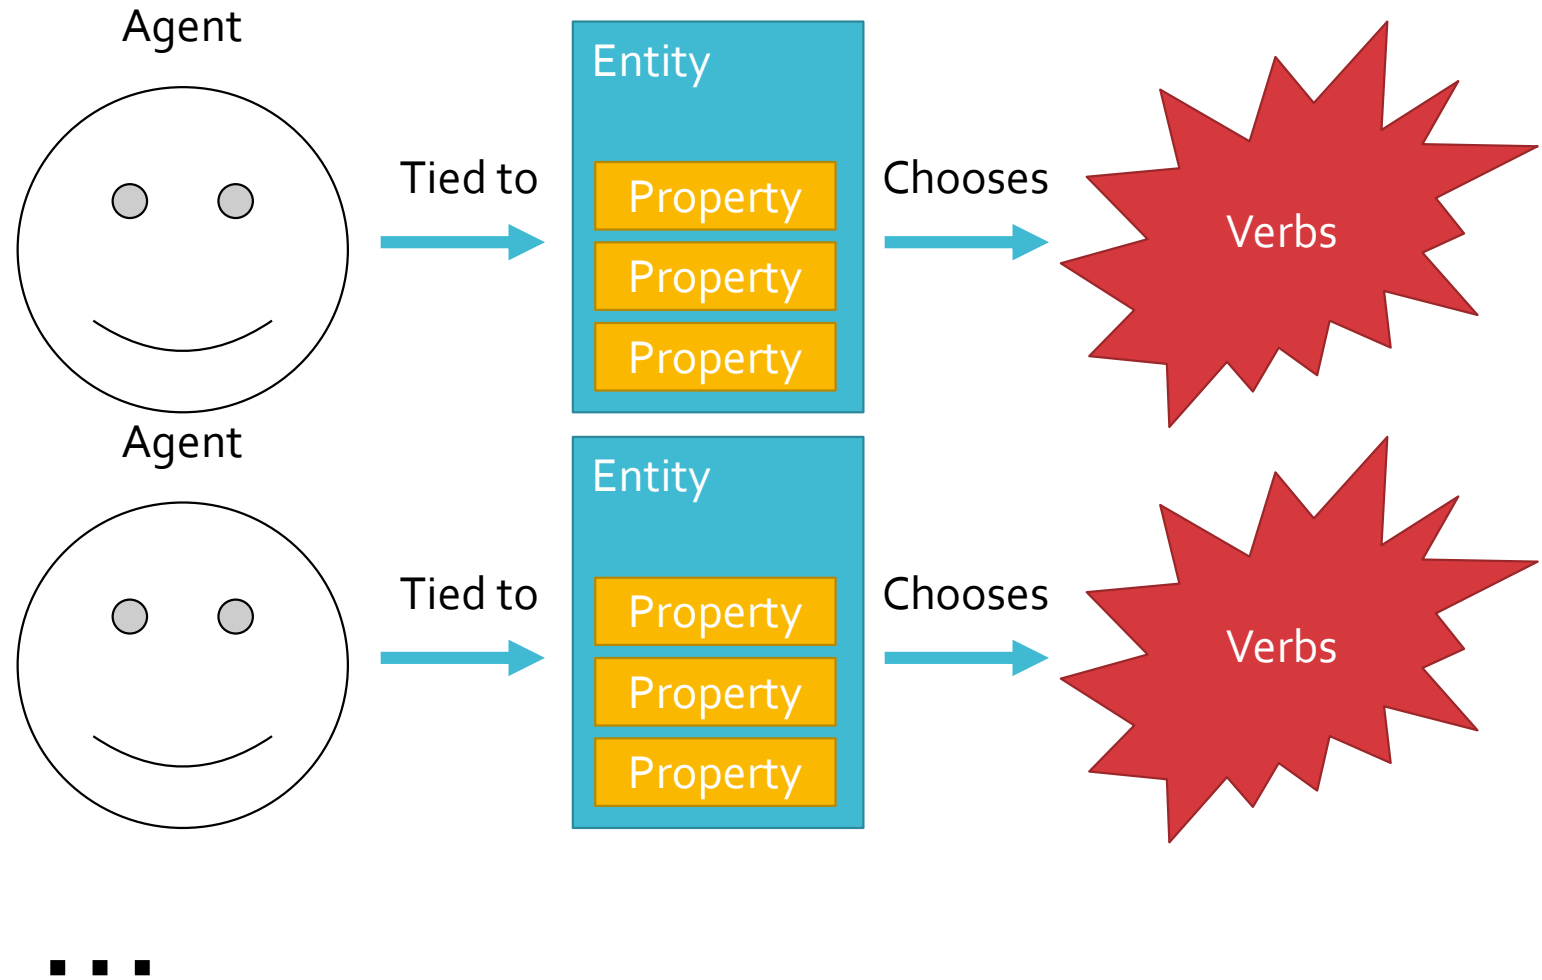 Agent
Entity
Tied to
Chooses
Property
Property
Property
Verbs
Agent
Entity
Tied to
Chooses
Property
Property
Property
Verbs
...